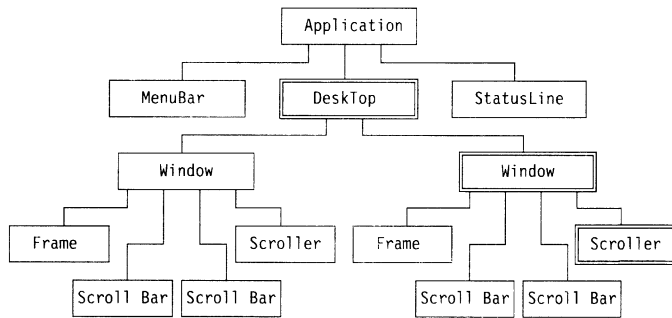 Application
MenuBar
DeskTop
StatusLine
Window
Window
Frame
Scroller
Frame
Scroller
Scroll Bar
Scroll Bar
Scroll Bar
Scroll Bar